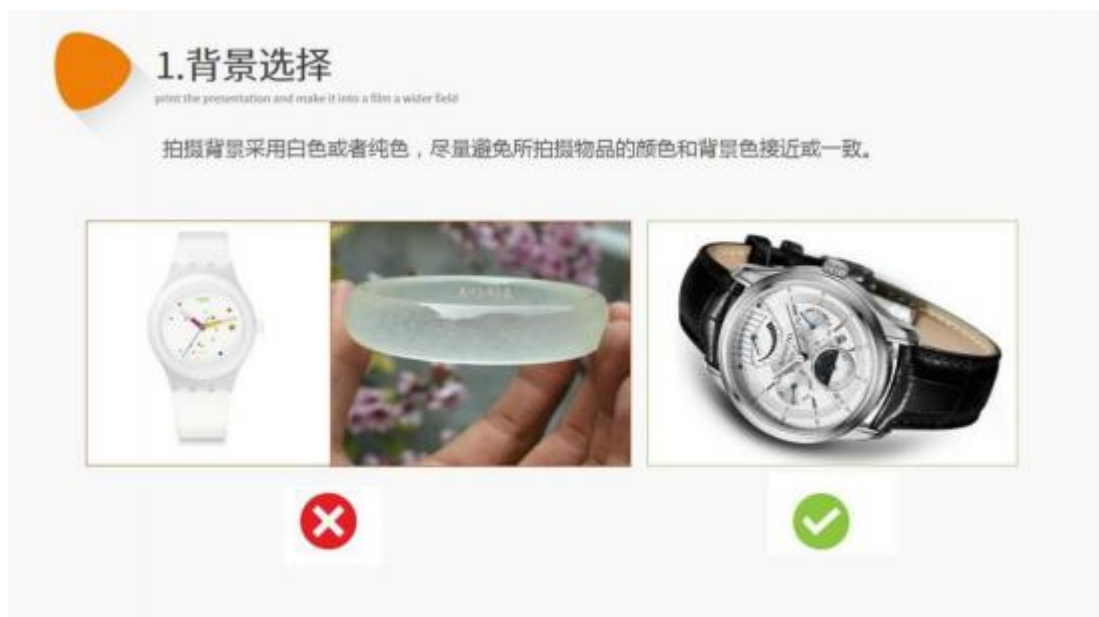 1.背景选择
print the presentation and make it into a film a wider field
拍摄背景采用白色或者纯色，尽量避免所拍摄物品的颜色和背景色接近或一致。